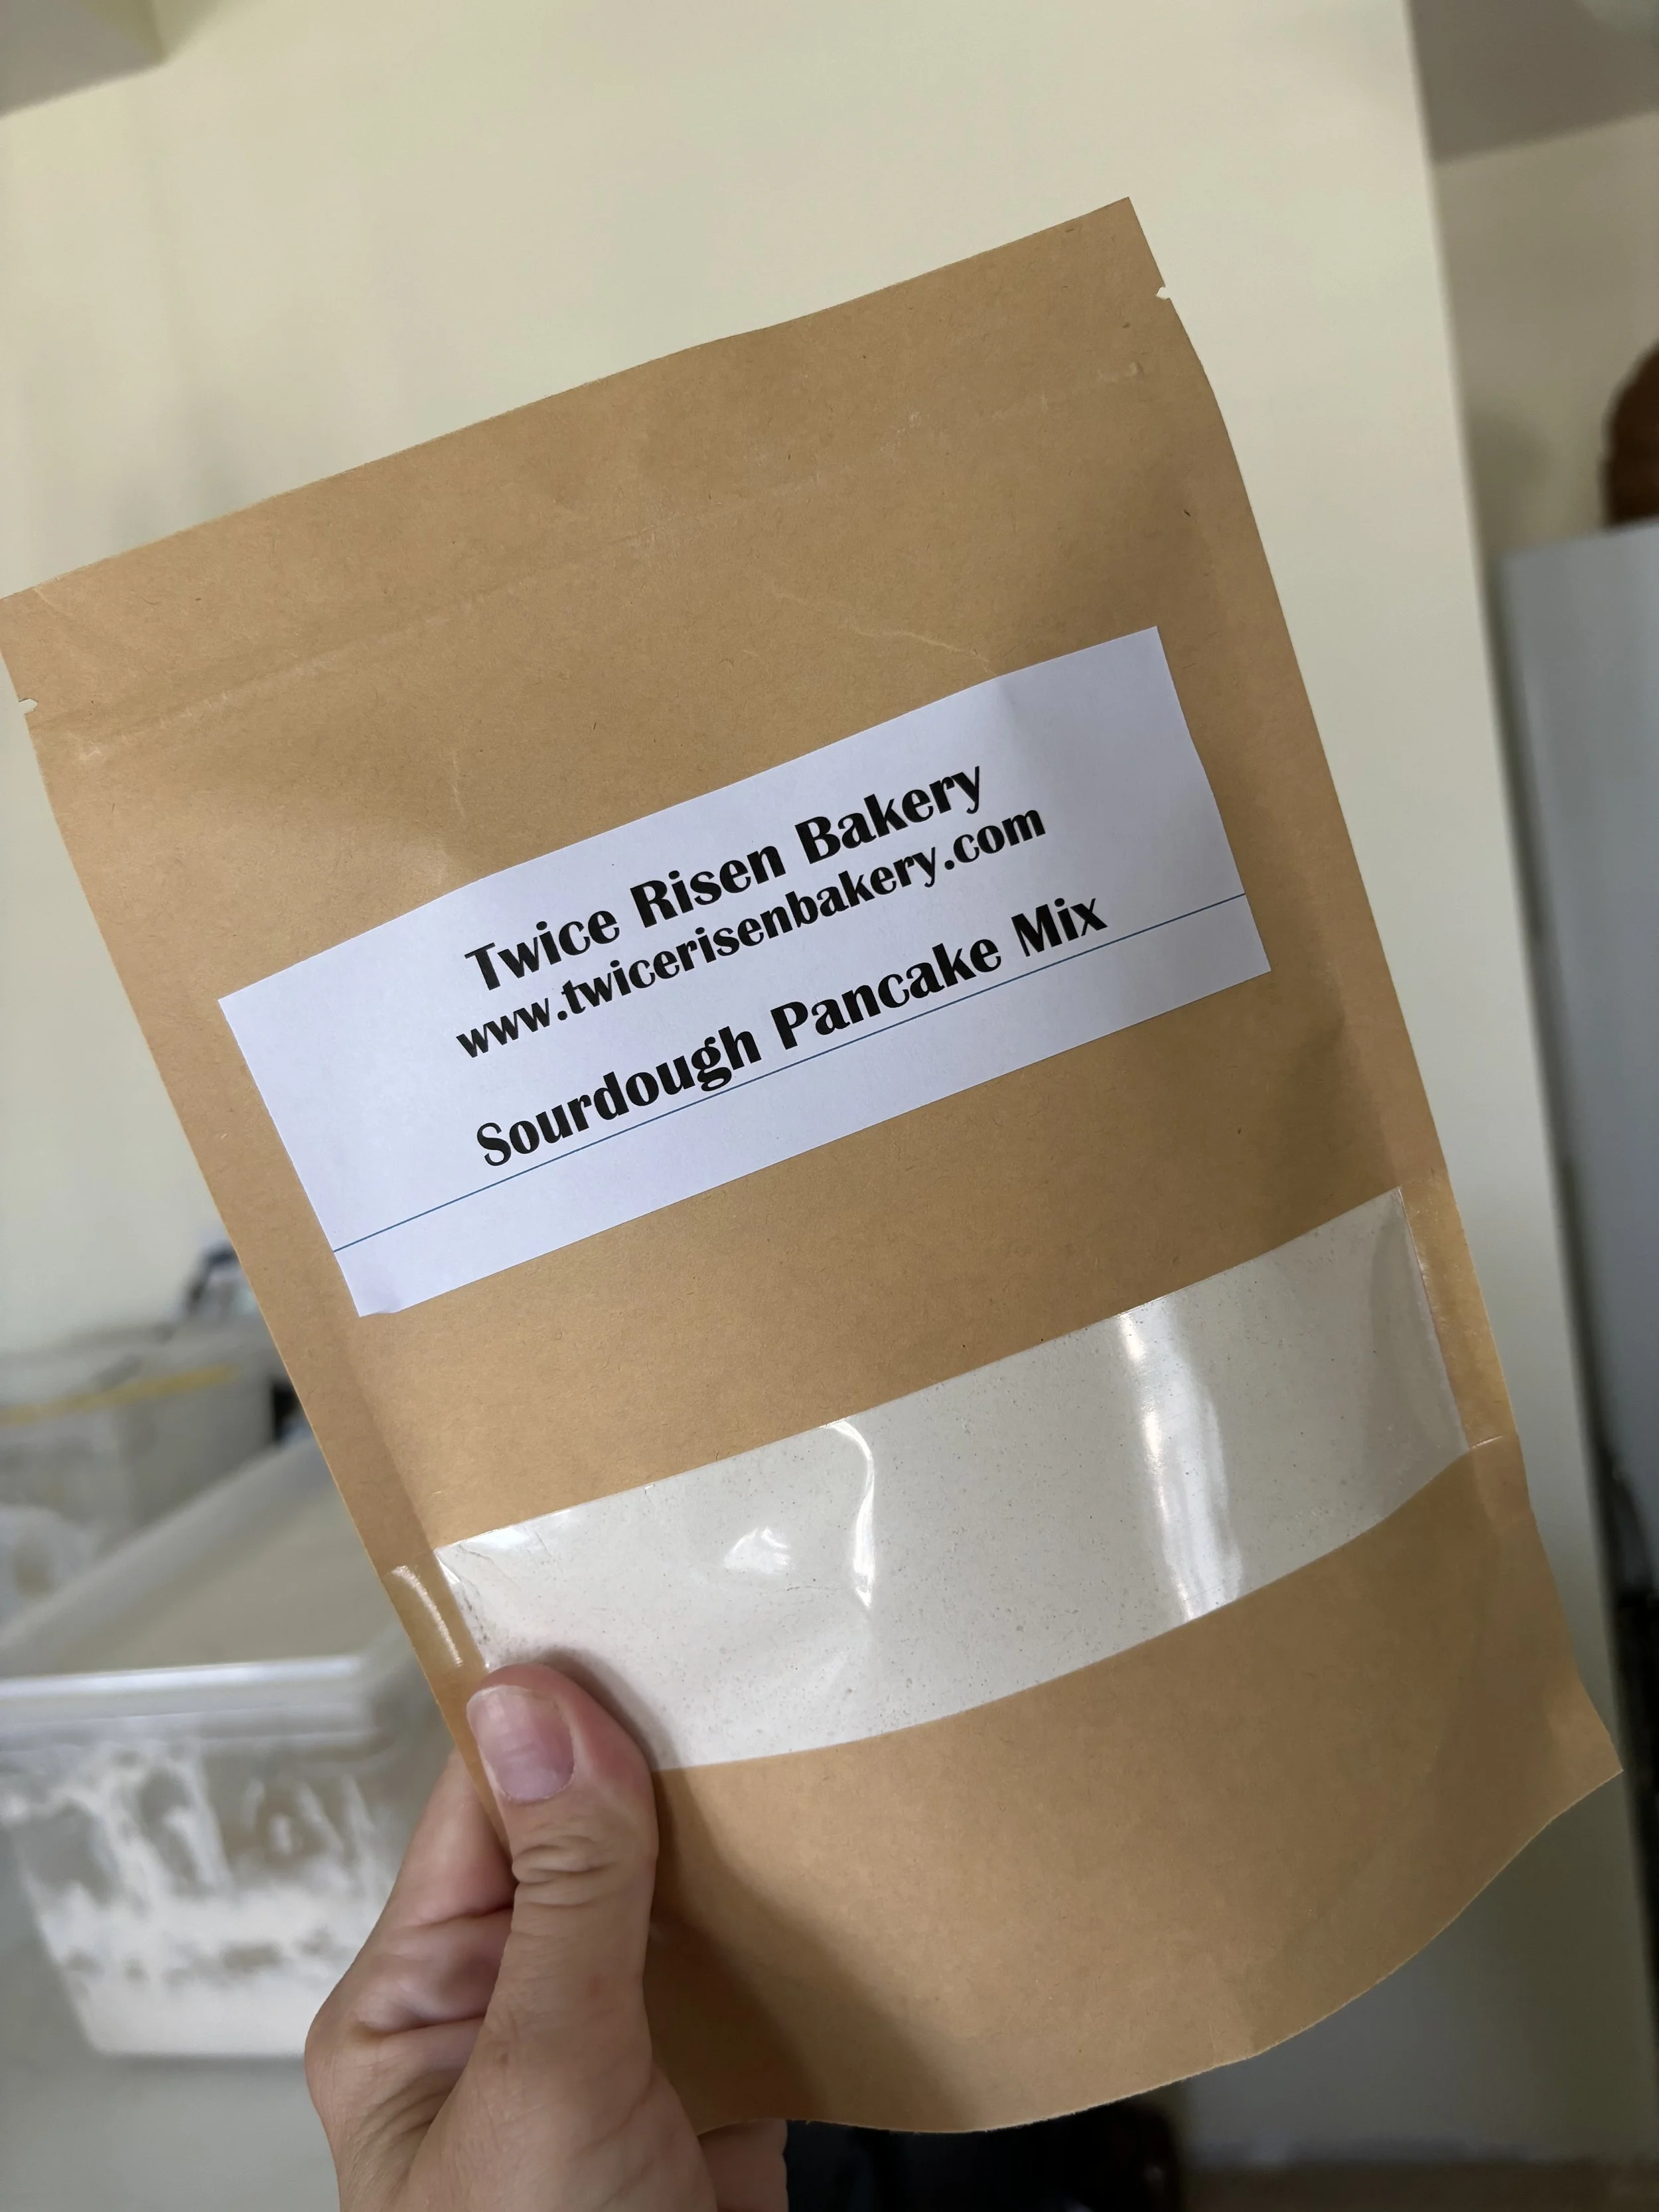 Twice Risen Bakery
www.twicerisenbakery.com
Sourdough Pancake Mix